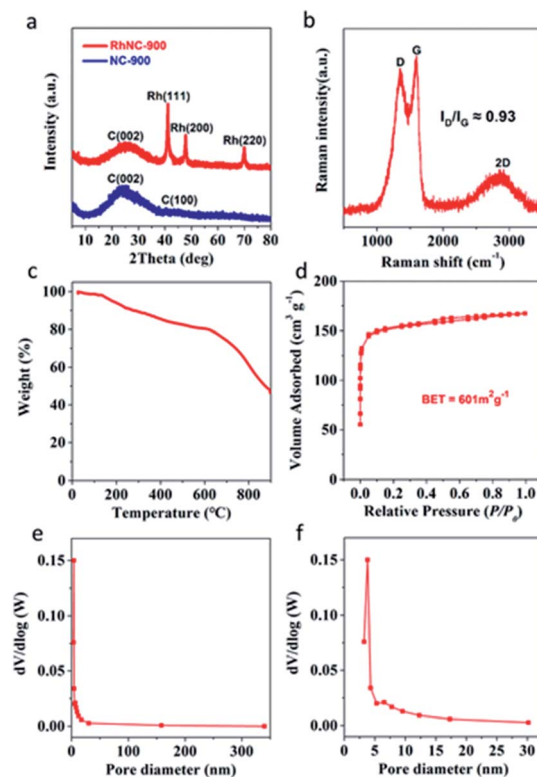 a
RhNC-900
NC-900
Rh(111)
Rh(200)
Rh(220)
C(002)
C(002)
C(100)
Intensity (a.u.)
10 20 30 40 50 60 70 80
2Theta (deg)
b
D G
I_D/I_G ≈ 0.93
2D
Raman intensity(a.u.)
1000 2000 3000
Raman shift (cm⁻¹)
c
100
80
60
40
20
0
Weight (%)
0 200 400 600 800
Temperature (°C)
d
200
150
100
50
0
Volume Adsorbed (cm³ g⁻¹)
BET = 601m²g⁻¹
0.0 0.2 0.4 0.6 0.8 1.0
Relative Pressure (P/P₀)
e
0.15
0.10
0.05
0.00
dV/dlog (W)
0 100 200 300
Pore diameter (nm)
f
0.15
0.10
0.05
0.00
dV/dlog (W)
0 5 10 15 20 25 30
Pore diameter (nm)